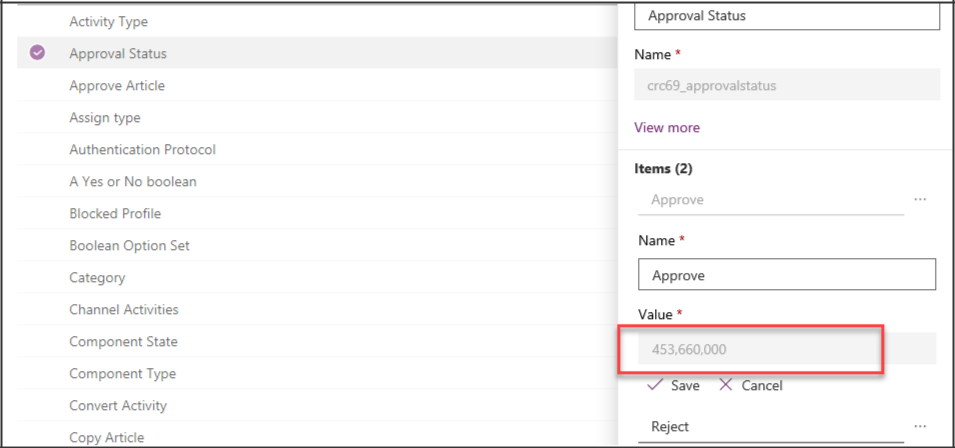 Activity Type
Approval Status
Approve Article
Assign type
Authentication Protocol
A Yes or No boolean
Blocked Profile
Boolean Option Set
Category
Channel Activities
Component State
Component Type
Convert Activity
Copy Article
Approval Status
Name *
crc69_approvalstatus
View more
Items (2)
Approve ...
Name *
Approve
Value *
453,660,000
Save Cancel
Reject ...